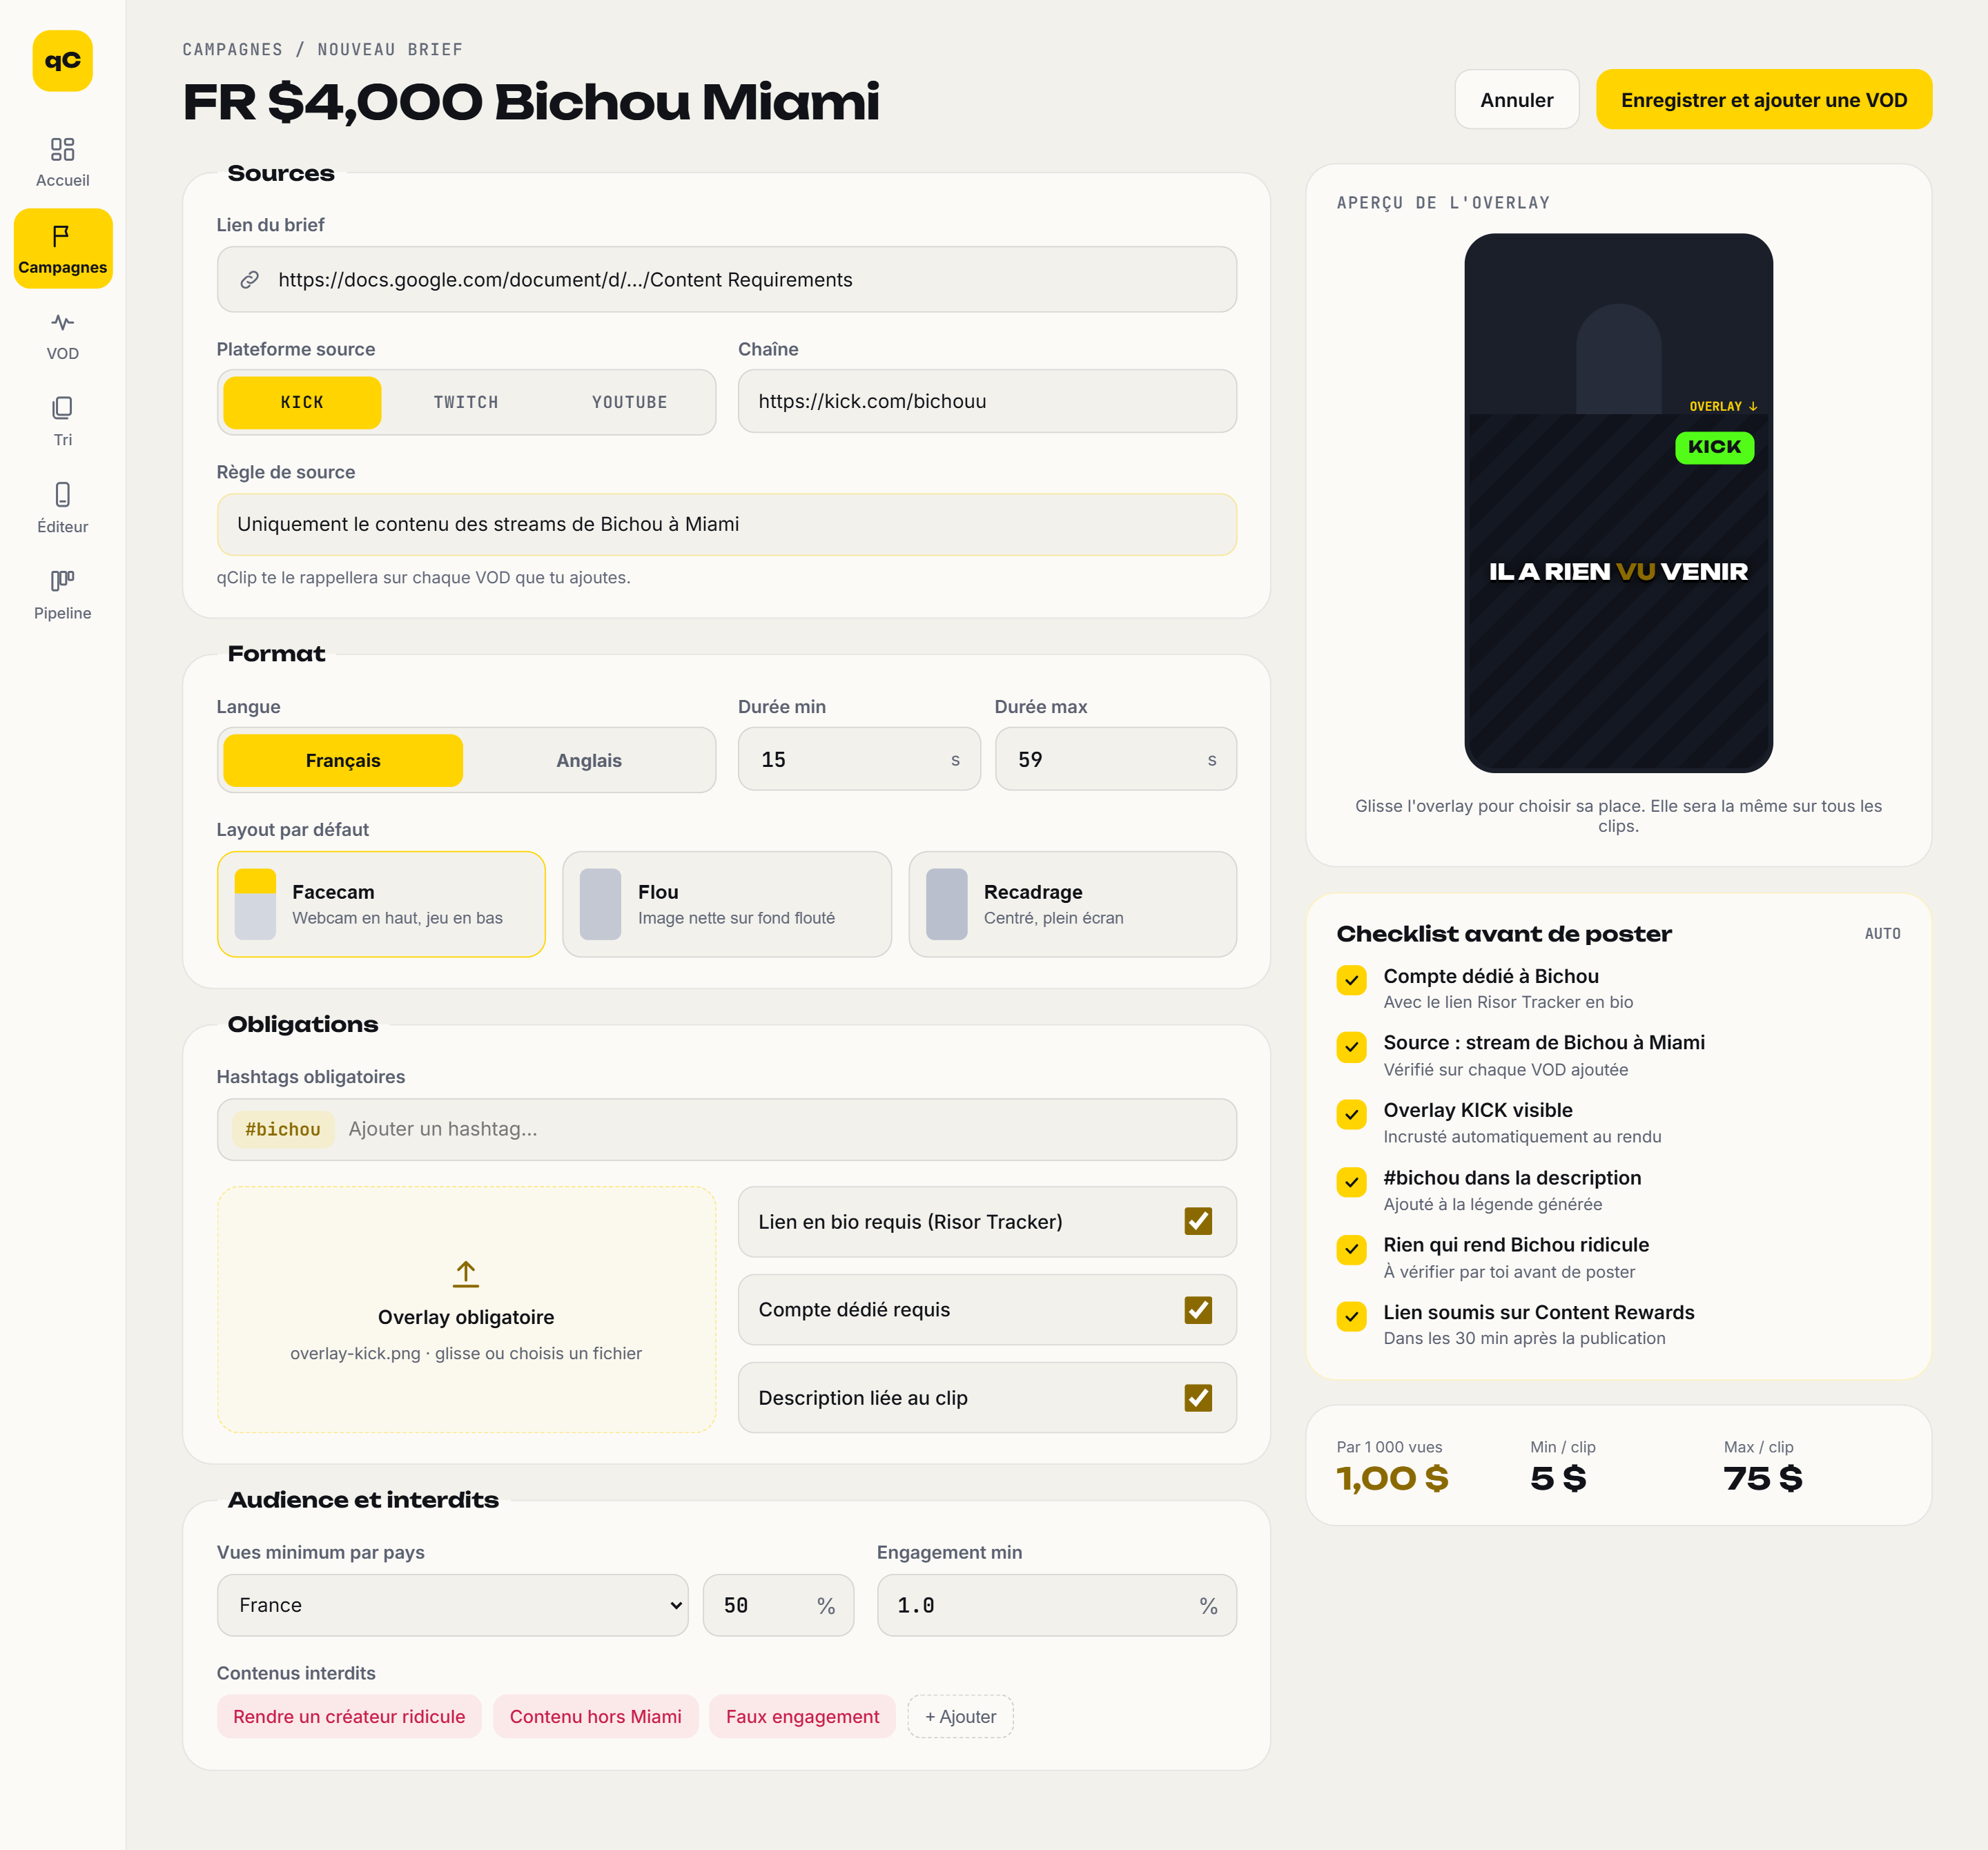 qC
Accueil
Campagnes
VOD
Tri
Éditeur
Pipeline
CAMPAGNES / NOUVEAU BRIEF
FR $4,000 Bichou Miami
Annuler
Enregistrer et ajouter une VOD
Sources
Lien du brief
https://docs.google.com/document/d/.../Content Requirements
Plateforme source
KICK
TWITCH
YOUTUBE
Chaîne
https://kick.com/bichouu
Règle de source
Uniquement le contenu des streams de Bichou à Miami
qClip te le rappellera sur chaque VOD que tu ajoutes.
Format
Langue
Français
Anglais
Durée min
15 s
Durée max
59 s
Layout par défaut
Facecam
Webcam en haut, jeu en bas
Flou
Image nette sur fond flouté
Recadrage
Centré, plein écran
Obligations
Hashtags obligatoires
#bichou
Ajouter un hashtag...
Overlay obligatoire
overlay-kick.png · glisse ou choisis un fichier
Lien en bio requis (Risor Tracker)
Compte dédié requis
Description liée au clip
Audience et interdits
Vues minimum par pays
France
50 %
Engagement min
1.0 %
Contenus interdits
Rendre un créateur ridicule
Contenu hors Miami
Faux engagement
+ Ajouter
APERÇU DE L'OVERLAY
OVERLAY ↓
KICK
IL A RIEN VU VENIR
Glisse l'overlay pour choisir sa place. Elle sera la même sur tous les
clips.
Checklist avant de poster
AUTO
Compte dédié à Bichou
Avec le lien Risor Tracker en bio
Source : stream de Bichou à Miami
Vérifié sur chaque VOD ajoutée
Overlay KICK visible
Incrusté automatiquement au rendu
#bichou dans la description
Ajouté à la légende générée
Rien qui rend Bichou ridicule
À vérifier par toi avant de poster
Lien soumis sur Content Rewards
Dans les 30 min après la publication
Par 1 000 vues
1,00 $
Min / clip
5 $
Max / clip
75 $